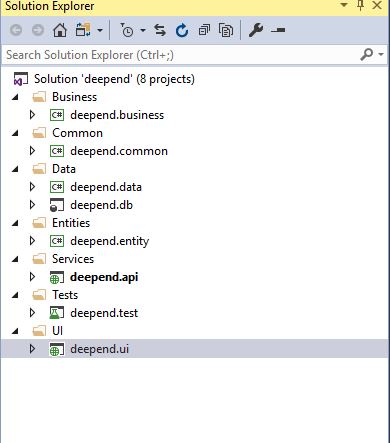 Solution Explorer
Search Solution Explorer (Ctrl+;)
Solution 'deepend' (8 projects)
Business
C# deepend.business
Common
C# deepend.common
Data
C# deepend.data
deepend.db
Entities
C# deepend.entity
Services
deepend.api
Tests
deepend.test
UI
deepend.ui